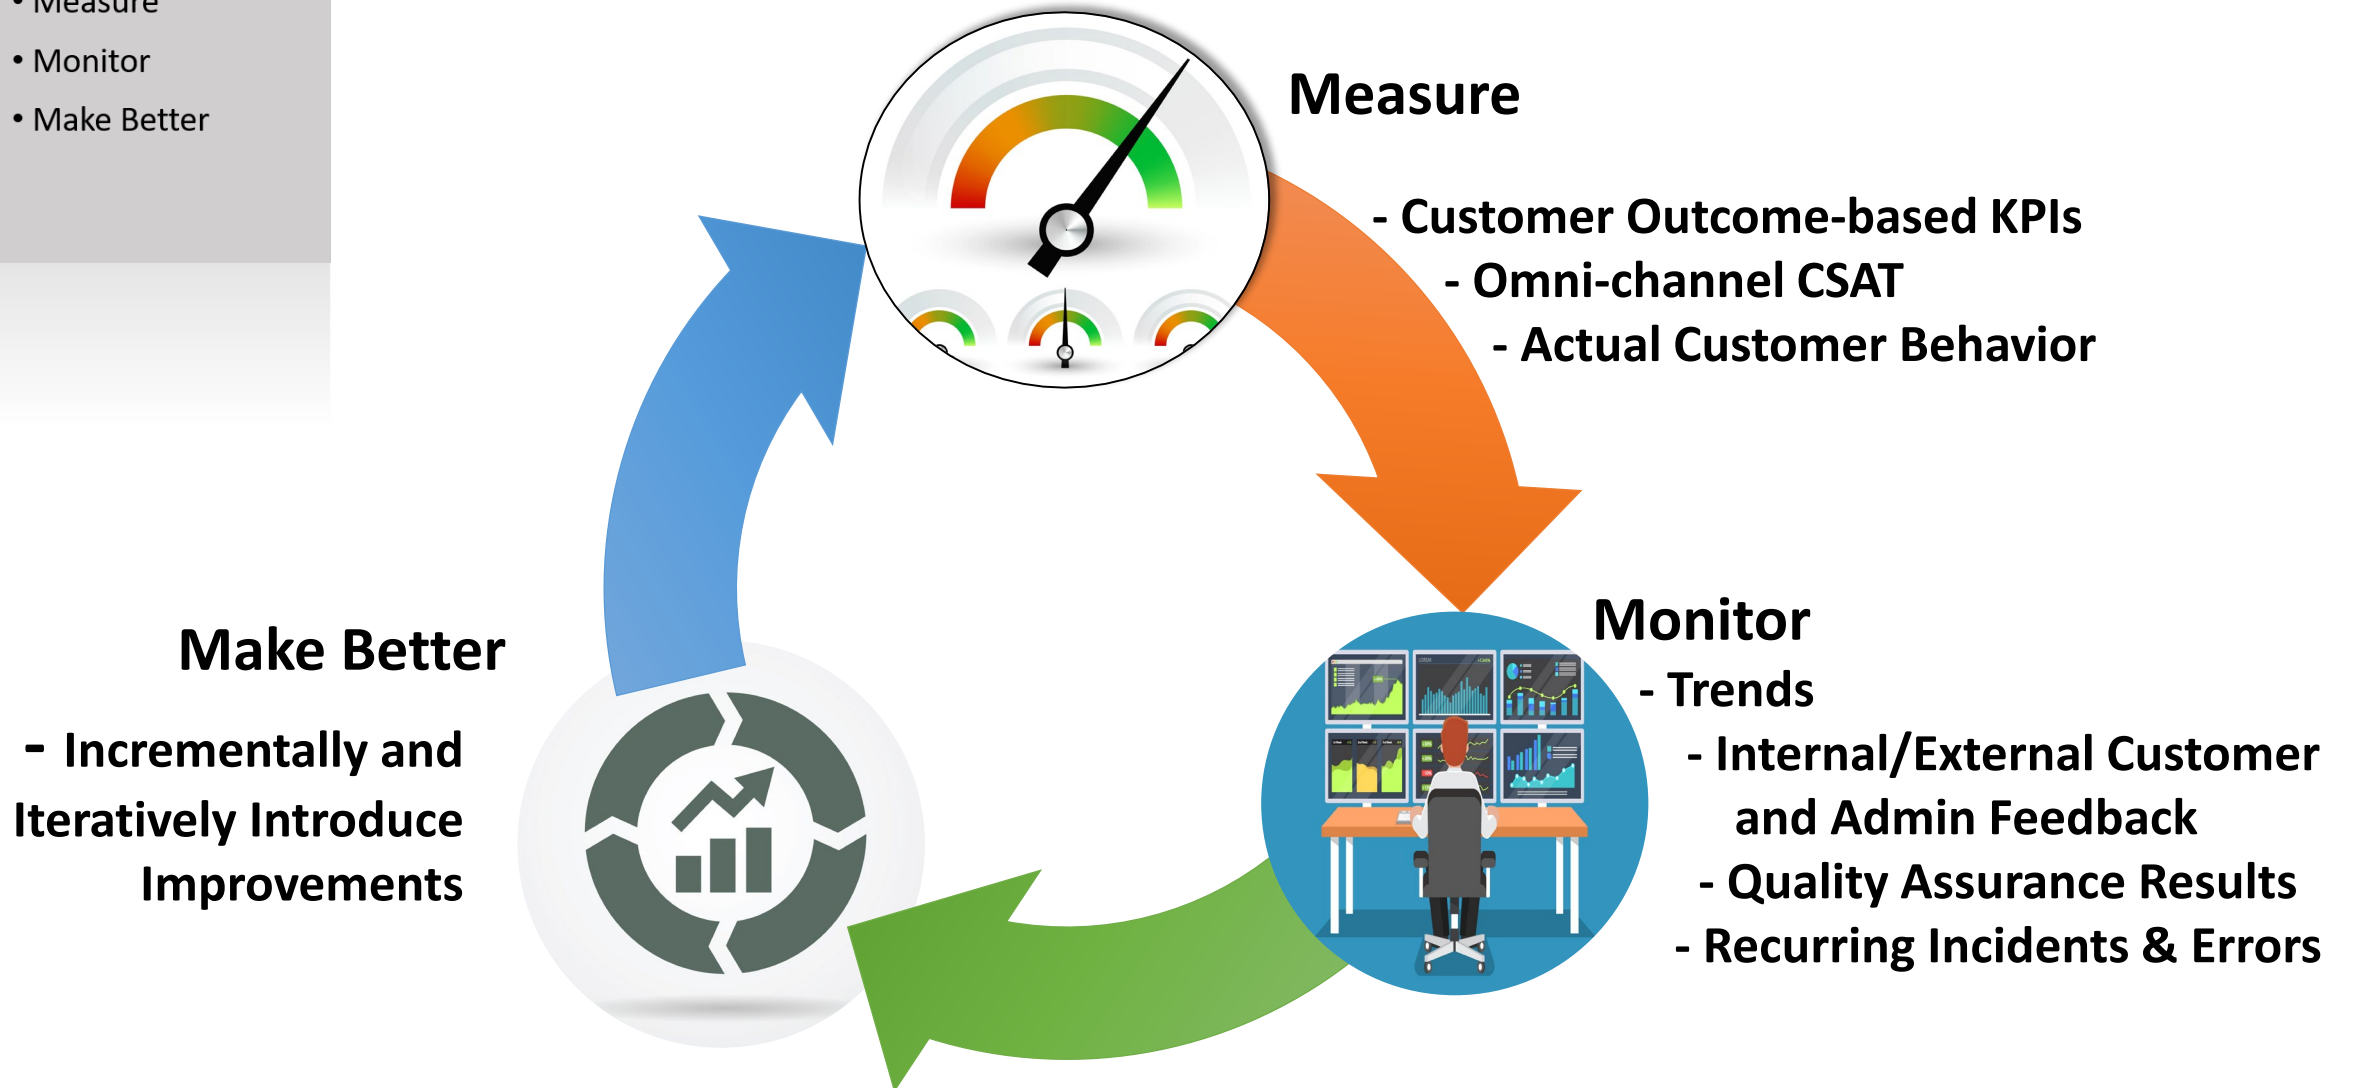 • Measure
• Monitor
• Make Better
Measure
- Customer Outcome-based KPIs
- Omni-channel CSAT
- Actual Customer Behavior
Monitor
- Trends
- Internal/External Customer
and Admin Feedback
- Quality Assurance Results
- Recurring Incidents & Errors
Make Better
- Incrementally and
Iteratively Introduce
Improvements